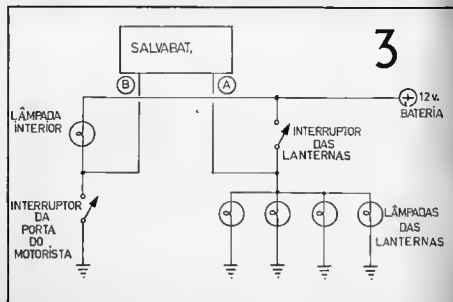 3
SALVABAT.
B
A
LÂMPADA
INTERIOR
12 v.
BATERIA
INTERRUPTOR
DAS
LANTERNAS
INTERRUPTOR
DA
PORTA
DO
MOTORISTA
LÂMPADAS
DAS
LANTERNAS